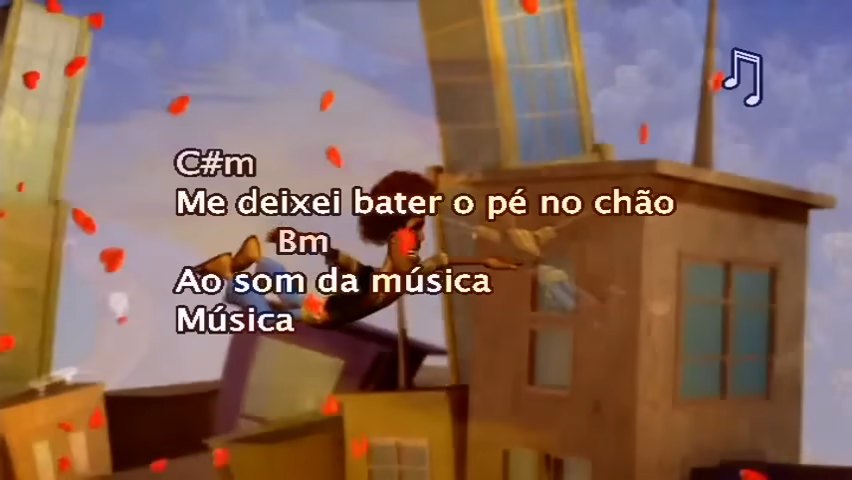 C#m
Me deixei bater o pé no chão
Bm
Ao som da música
Música